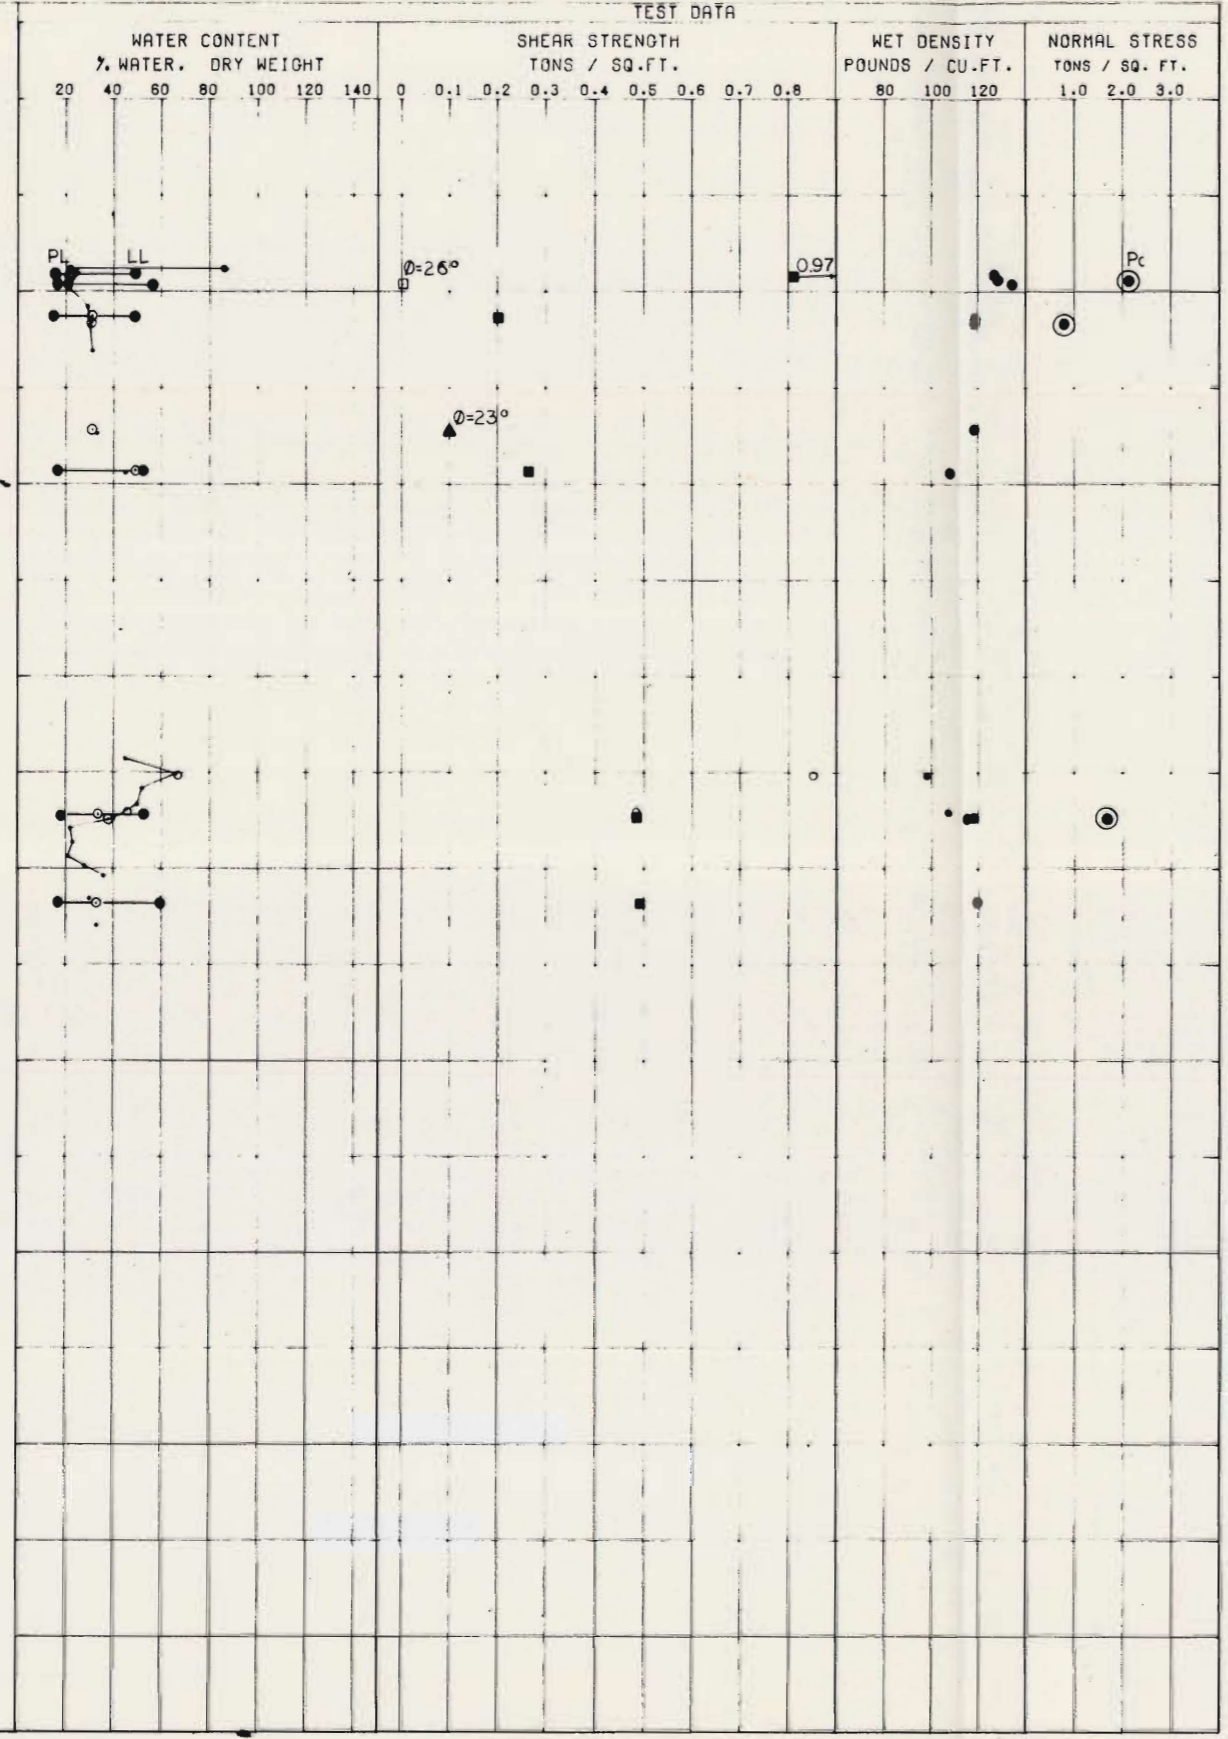 TEST DATA
WATER CONTENT
%. WATER. DRY WEIGHT
20 40 60 80 100 120 140
SHEAR STRENGTH
TONS / SQ.FT.
0 0.1 0.2 0.3 0.4 0.5 0.6 0.7 0.8
WET DENSITY
POUNDS / CU.FT.
80 100 120
NORMAL STRESS
TONS / SQ. FT.
1.0 2.0 3.0
PL LL
Ø=26°
0.97
Pc
Ø=23°